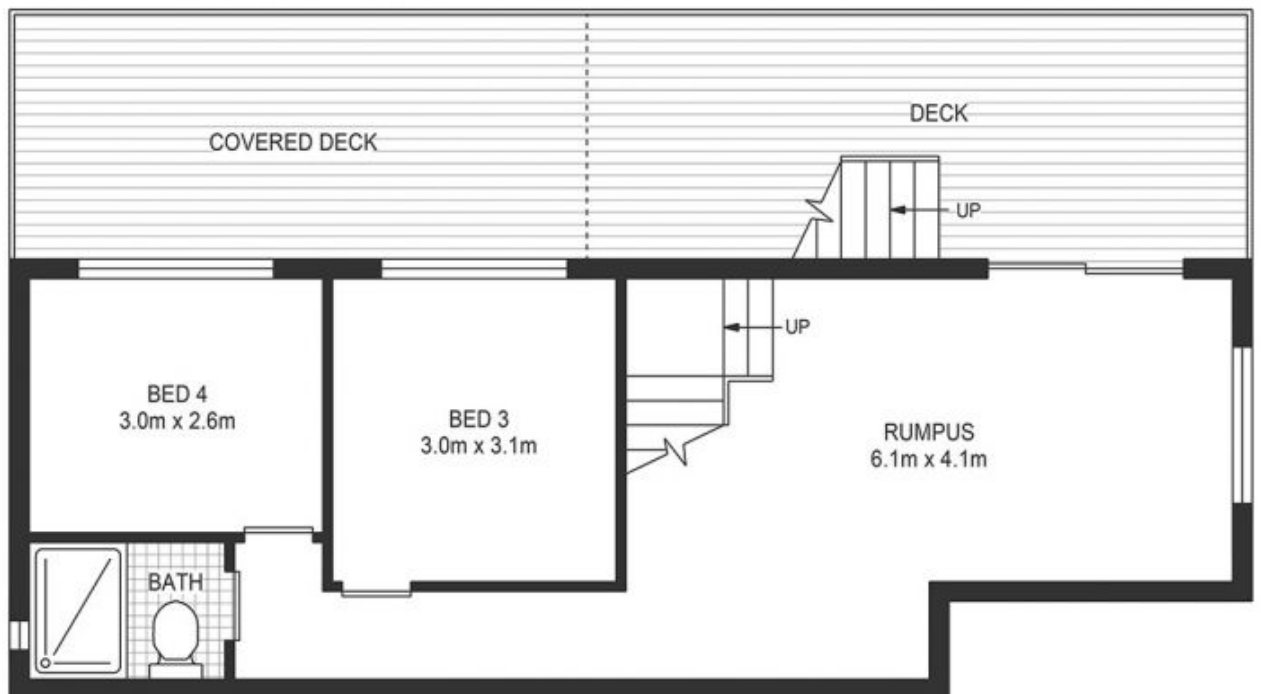 COVERED DECK
DECK
UP
UP
BED 4
3.0m x 2.6m
BED 3
3.0m x 3.1m
RUMPUS
6.1m x 4.1m
BATH